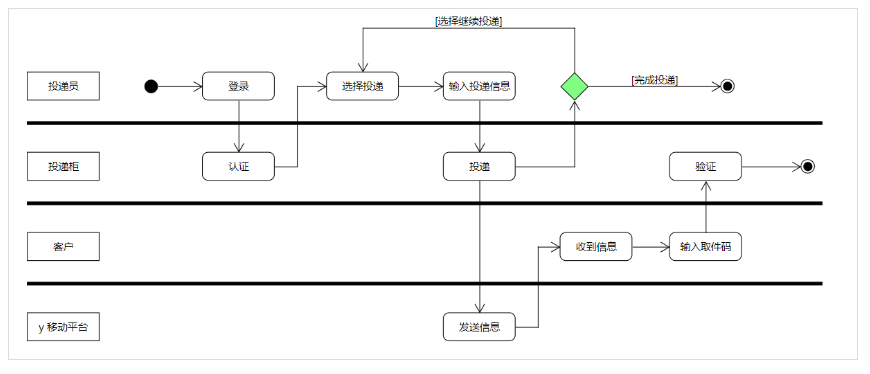 [选择继续投递]
投递员
登录
选择投递
输入投递信息
[完成投递]
投递柜
认证
投递
验证
客户
收到信息
输入取件码
y 移动平台
发送信息